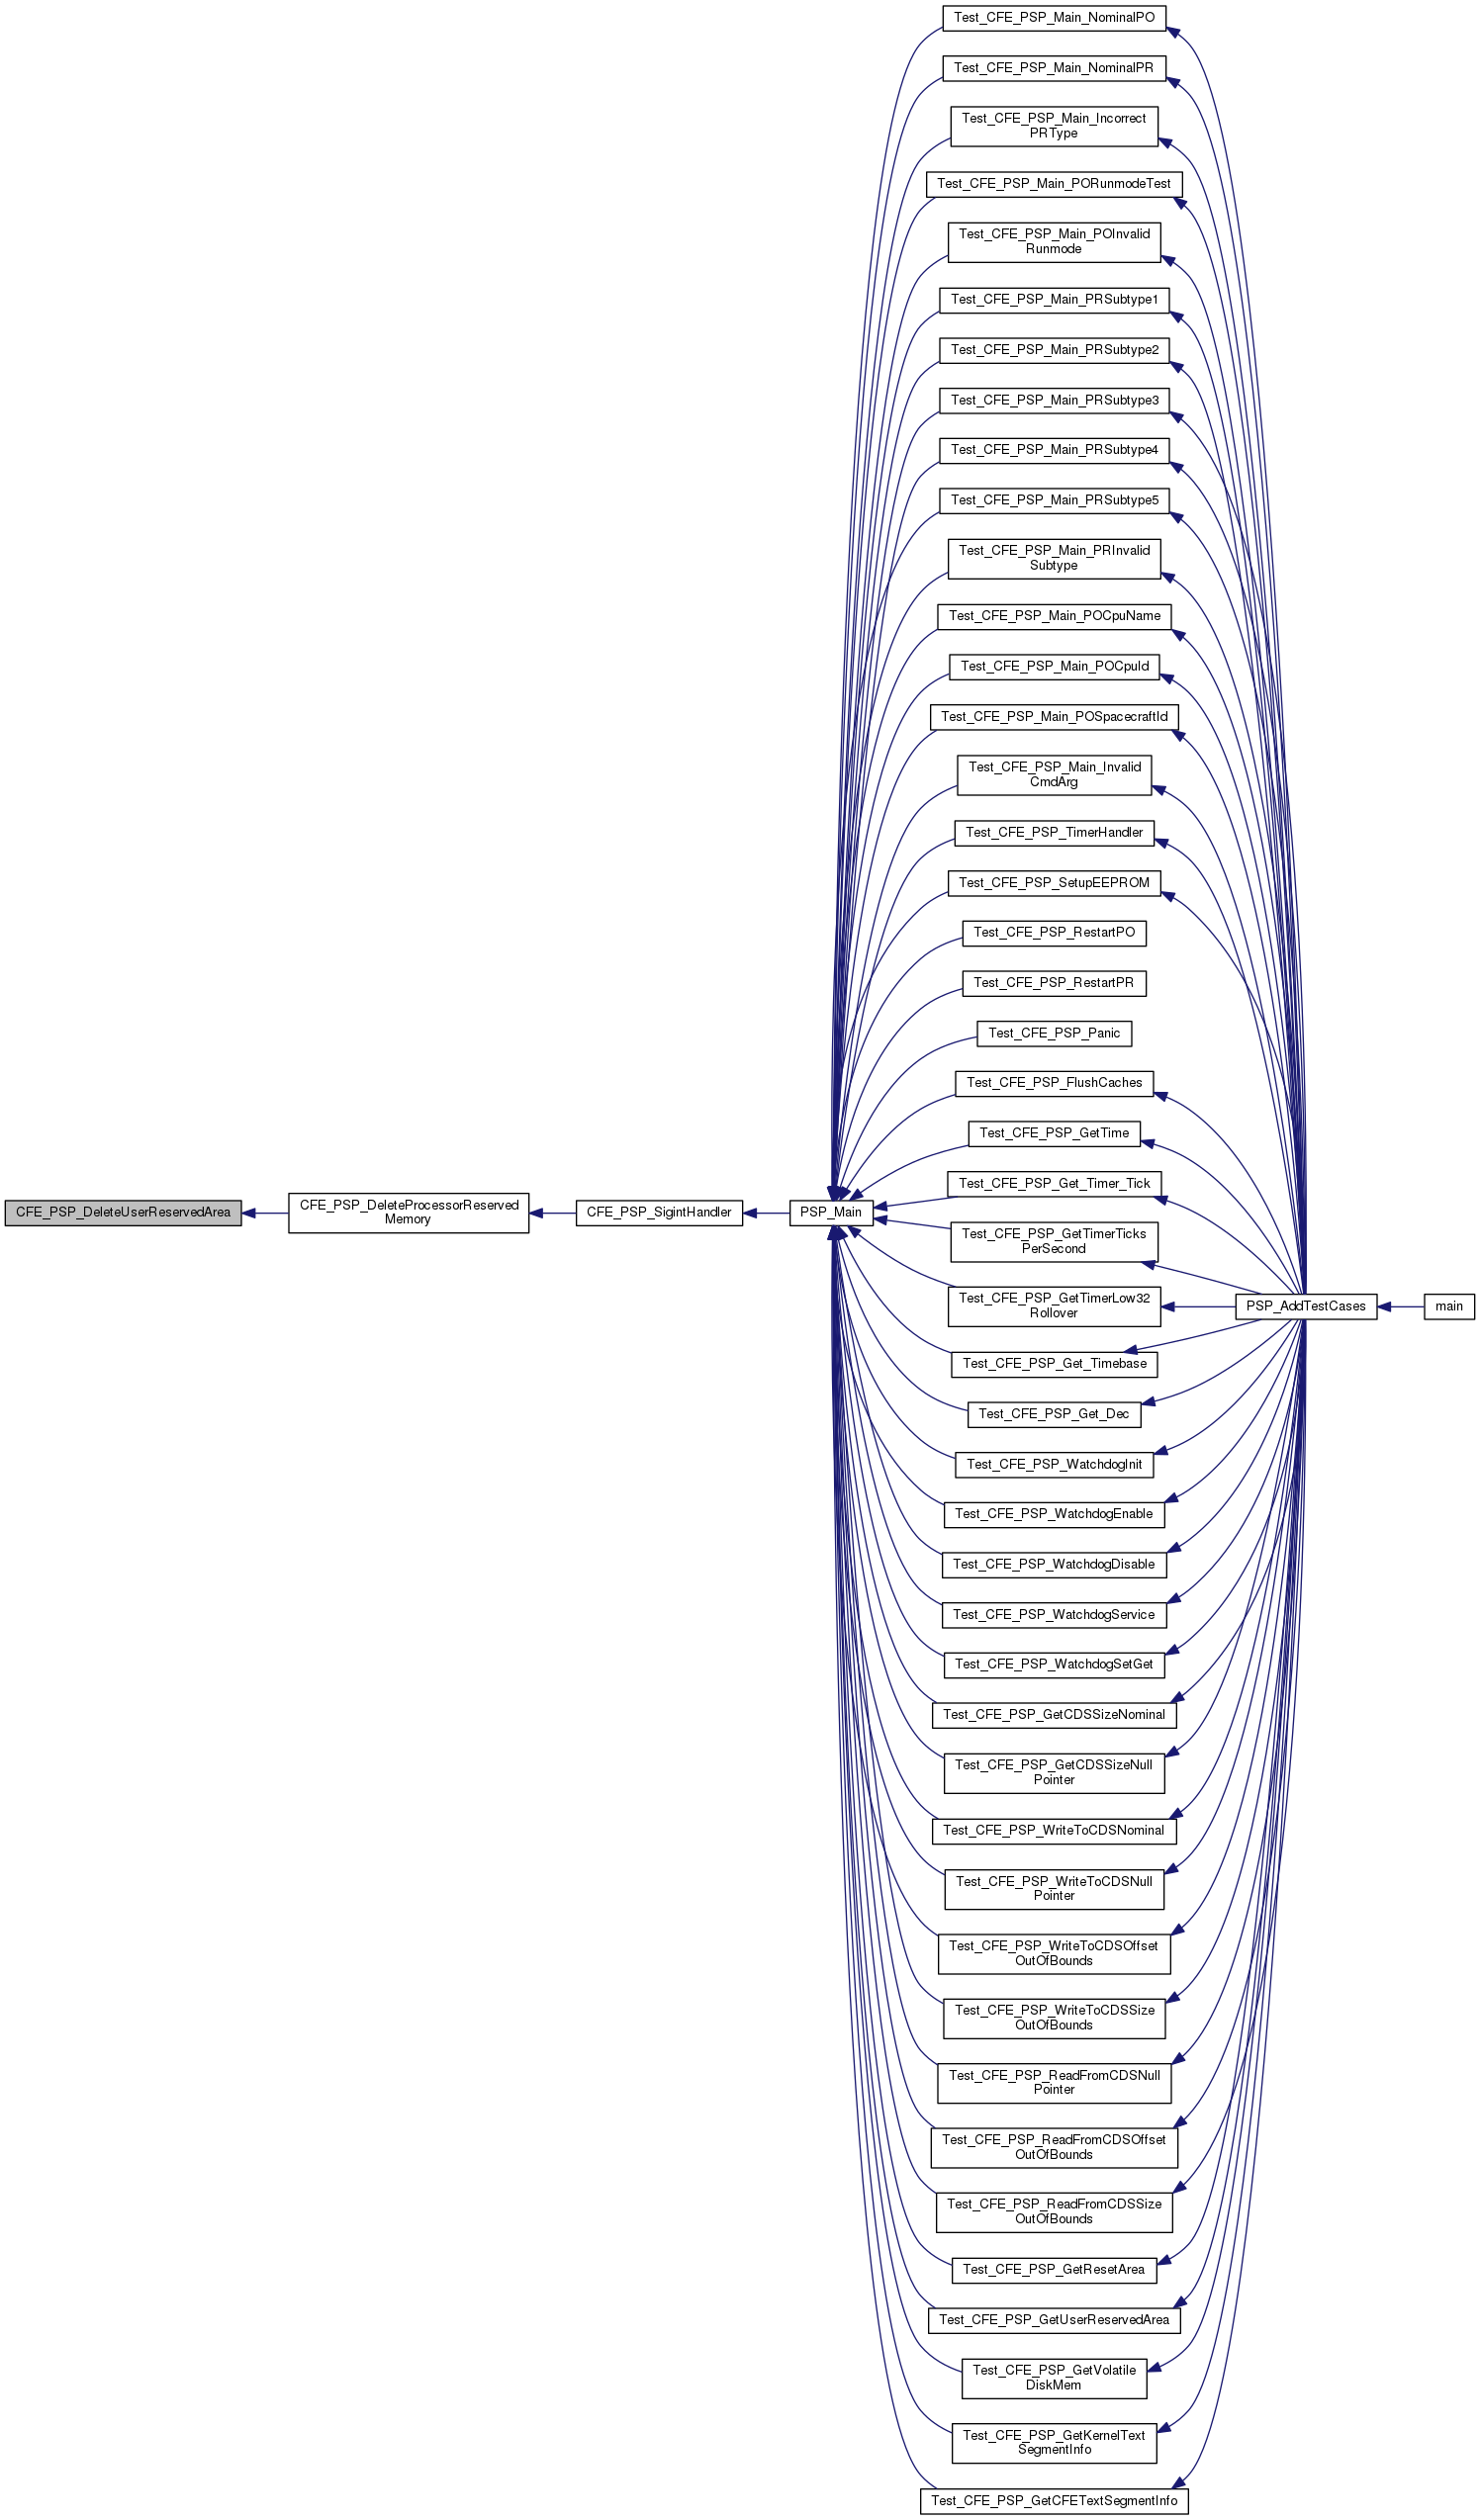 Test_CFE_PSP_Main_NominalPO
Test_CFE_PSP_Main_NominalPR
Test_CFE_PSP_Main_Incorrect
PRType
Test_CFE_PSP_Main_PORunmodeTest
Test_CFE_PSP_Main_POInvalid
Runmode
Test_CFE_PSP_Main_PRSubtype1
Test_CFE_PSP_Main_PRSubtype2
Test_CFE_PSP_Main_PRSubtype3
Test_CFE_PSP_Main_PRSubtype4
Test_CFE_PSP_Main_PRSubtype5
Test_CFE_PSP_Main_PRInvalid
Subtype
Test_CFE_PSP_Main_POCpuName
Test_CFE_PSP_Main_POCpuId
Test_CFE_PSP_Main_POSpacecraftId
Test_CFE_PSP_Main_Invalid
CmdArg
Test_CFE_PSP_TimerHandler
Test_CFE_PSP_SetupEEPROM
Test_CFE_PSP_RestartPO
Test_CFE_PSP_RestartPR
Test_CFE_PSP_Panic
Test_CFE_PSP_FlushCaches
Test_CFE_PSP_GetTime
Test_CFE_PSP_Get_Timer_Tick
CFE_PSP_DeleteUserReservedArea
CFE_PSP_DeleteProcessorReserved
Memory
CFE_PSP_SigintHandler
PSP_Main
Test_CFE_PSP_GetTimerTicks
PerSecond
Test_CFE_PSP_GetTimerLow32
Rollover
PSP_AddTestCases
main
Test_CFE_PSP_Get_Timebase
Test_CFE_PSP_Get_Dec
Test_CFE_PSP_WatchdogInit
Test_CFE_PSP_WatchdogEnable
Test_CFE_PSP_WatchdogDisable
Test_CFE_PSP_WatchdogService
Test_CFE_PSP_WatchdogSetGet
Test_CFE_PSP_GetCDSSizeNominal
Test_CFE_PSP_GetCDSSizeNull
Pointer
Test_CFE_PSP_WriteToCDSNominal
Test_CFE_PSP_WriteToCDSNull
Pointer
Test_CFE_PSP_WriteToCDSOffset
OutOfBounds
Test_CFE_PSP_WriteToCDSSize
OutOfBounds
Test_CFE_PSP_ReadFromCDSNull
Pointer
Test_CFE_PSP_ReadFromCDSOffset
OutOfBounds
Test_CFE_PSP_ReadFromCDSSize
OutOfBounds
Test_CFE_PSP_GetResetArea
Test_CFE_PSP_GetUserReservedArea
Test_CFE_PSP_GetVolatile
DiskMem
Test_CFE_PSP_GetKernelText
SegmentInfo
Test_CFE_PSP_GetCFETextSegmentInfo